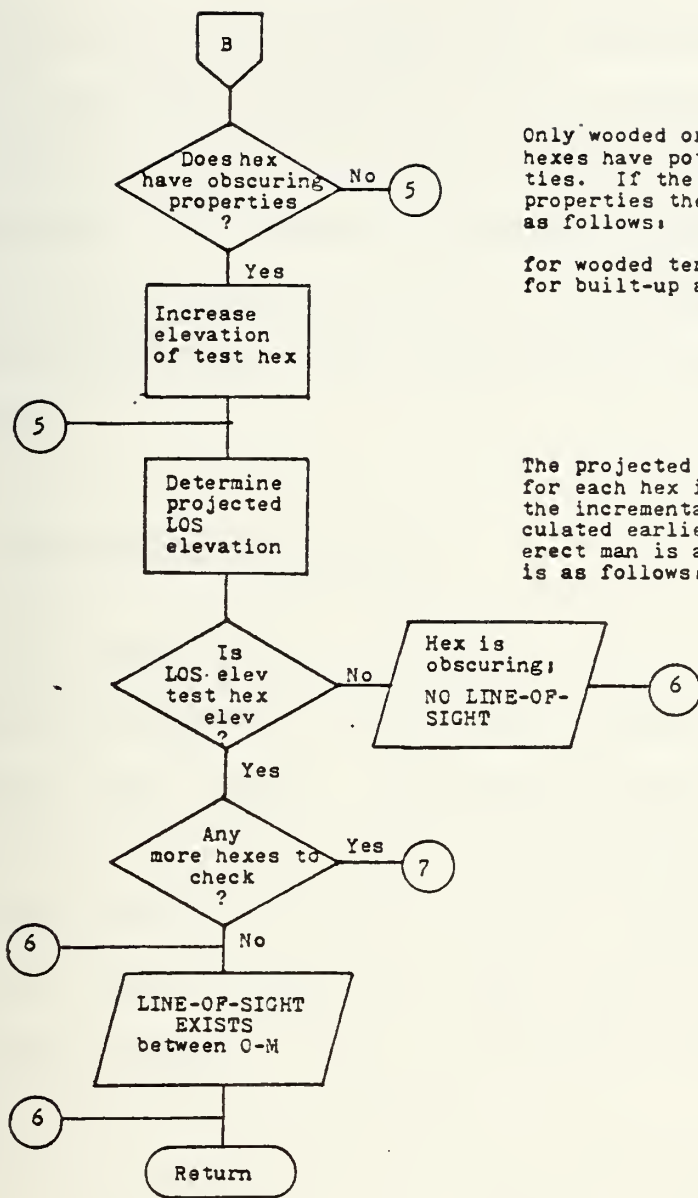 B
Does hex
have obscuring
properties
?
No
5
Yes
Only wooded or
hexes have pot
ties. If the
properties the
as follows:
for wooded ter
for built-up a
Increase
elevation
of test hex
5
Determine
projected
LOS
elevation
The projected
for each hex i
the incrementa
culated earlie
erect man is a
is as follows:
Is
LOS elev
test hex
elev
?
No
Hex is
obscuring;
NO LINE-OF-
SIGHT
6
Yes
Any
more hexes to
check
?
Yes
7
6
No
LINE-OF-SIGHT
EXISTS
between O-M
6
Return